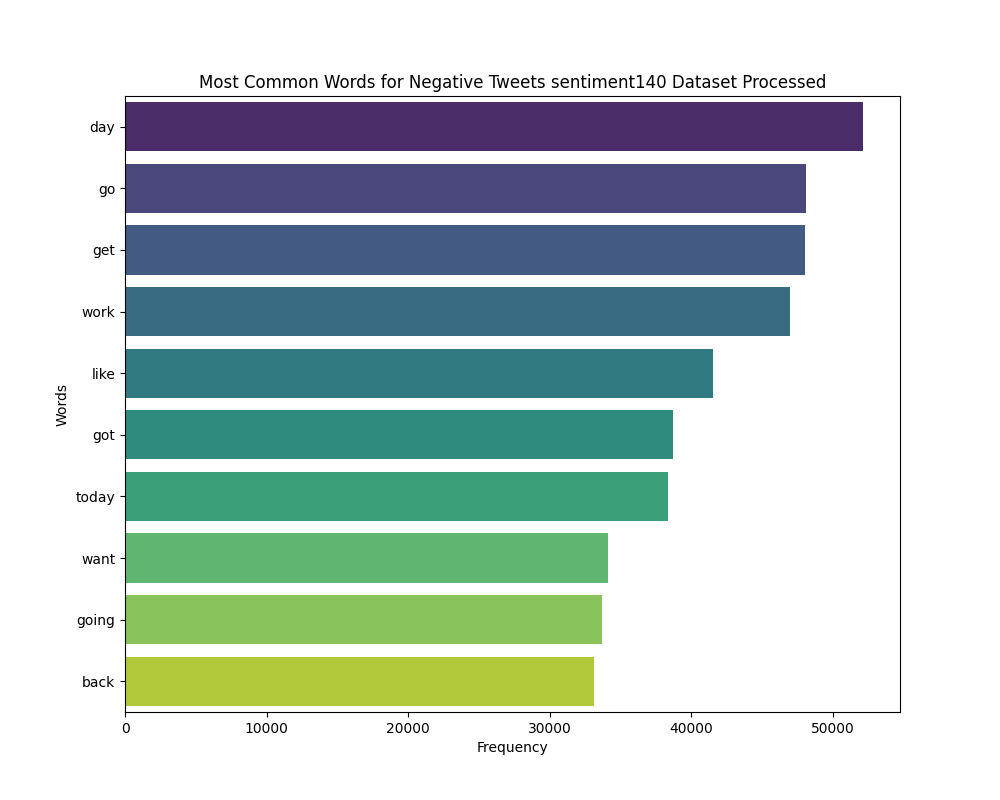 Most Common Words for Negative Tweets sentiment140 Dataset Processed
day
go
get
work
like
got
today
want
going
back
Words
0 10000 20000 30000 40000 50000
Frequency